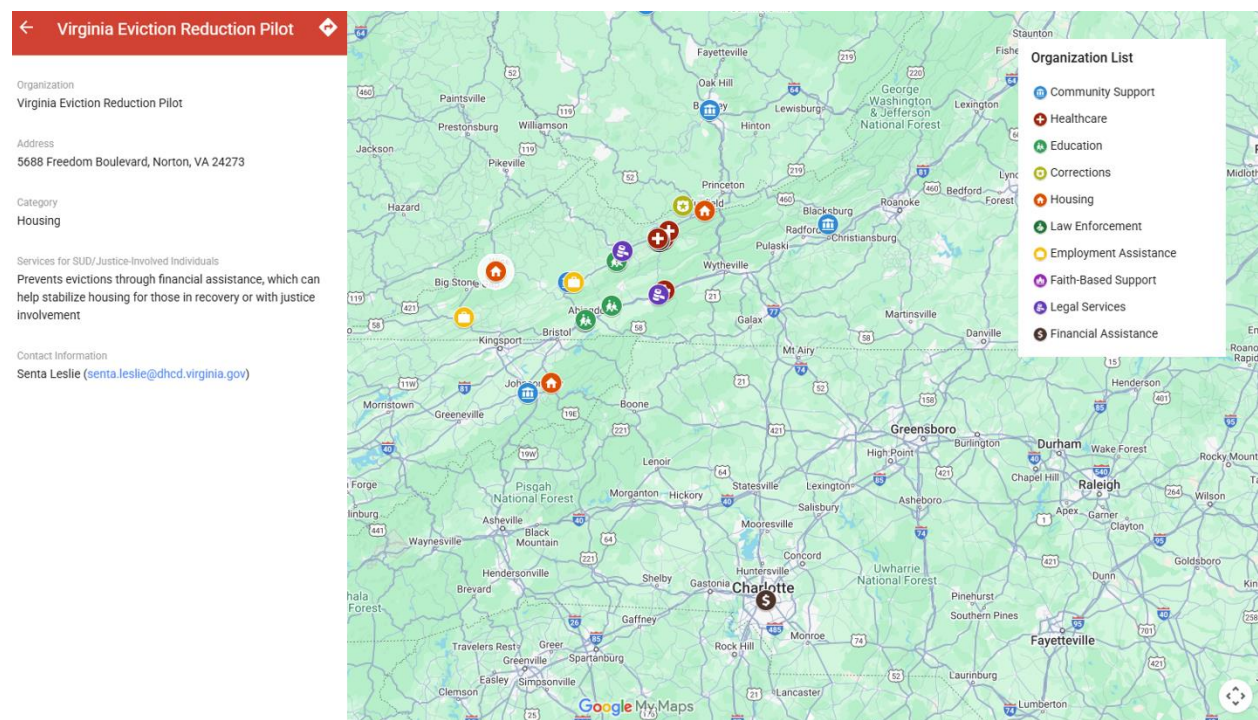 Virginia Eviction Reduction Pilot
Organization
Virginia Eviction Reduction Pilot
Address
5688 Freedom Boulevard, Norton, VA 24273
Category
Housing
Services for SUD/Justice-Involved Individuals
Prevents evictions through financial assistance, which can
help stabilize housing for those in recovery or with justice
involvement
Contact Information
Senta Leslie (senta.leslie@dhcd.virginia.gov)
Organization List
Community Support
Healthcare
Education
Corrections
Housing
Law Enforcement
Employment Assistance
Faith-Based Support
Legal Services
Financial Assistance
Staunton
Fayetteville
Oak Hill
George
Washington
& Jefferson
National Forest
Lexington
Paintsville
Lewisburg
Prestonsburg
Williamson
Hinton
Jackson
Pikeville
Princeton
Hazard
Bedford
Forest
Roanoke
Blacksburg
Radford
Christiansburg
Pulaski
Wytheville
Big Stone
Bristol
Kingsport
Galax
Martinsville
Danville
Mt Airy
Henderson
Morristown
Greeneville
Boone
Greensboro
Burlington
Durham
Wake Forest
High Point
Rocky Mount
Chapel Hill
Raleigh
Lenoir
Pisgah
National Forest
Morganton
Hickory
Statesville
Lexington
Salisbury
Asheboro
Wilson
Apex
Garner
Clayton
Asheville
Black
Mountain
Waynesville
Mooresville
Concord
Huntersville
Uwharrie
National Forest
Goldsboro
Dunn
Hendersonville
Brevard
Shelby
Gastonia
Charlotte
Pinehurst
Southern Pines
Gaffney
Monroe
Fayetteville
Rock Hill
Travelers Rest
Greer
Greenville
Spartanburg
Easley
Simpsonville
Clemson
Laurinburg
Lancaster
Lumberton
Google My Maps